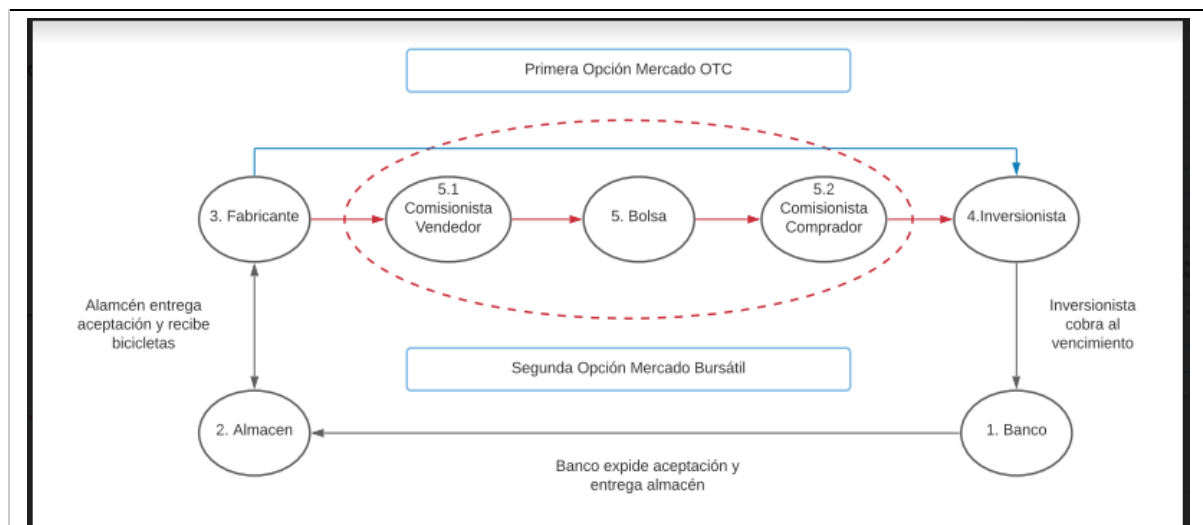 Primera Opción Mercado OTC
3. Fabricante
5.1
Comisionista
Vendedor
5. Bolsa
5.2
Comisionista
Comprador
4.Inversionista
Alamcén entrega
aceptación y recibe
bicicletas
Inversionista
cobra al
vencimiento
Segunda Opción Mercado Bursátil
2. Almacen
1. Banco
Banco expide aceptación y
entrega almacén